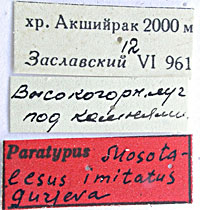 хр. Акшийрак 2000 м
12
Заславский VI 961
Высокогорн. луг
под камнями.
Paratypus Mosota-
lesus imitatus
gurjeva